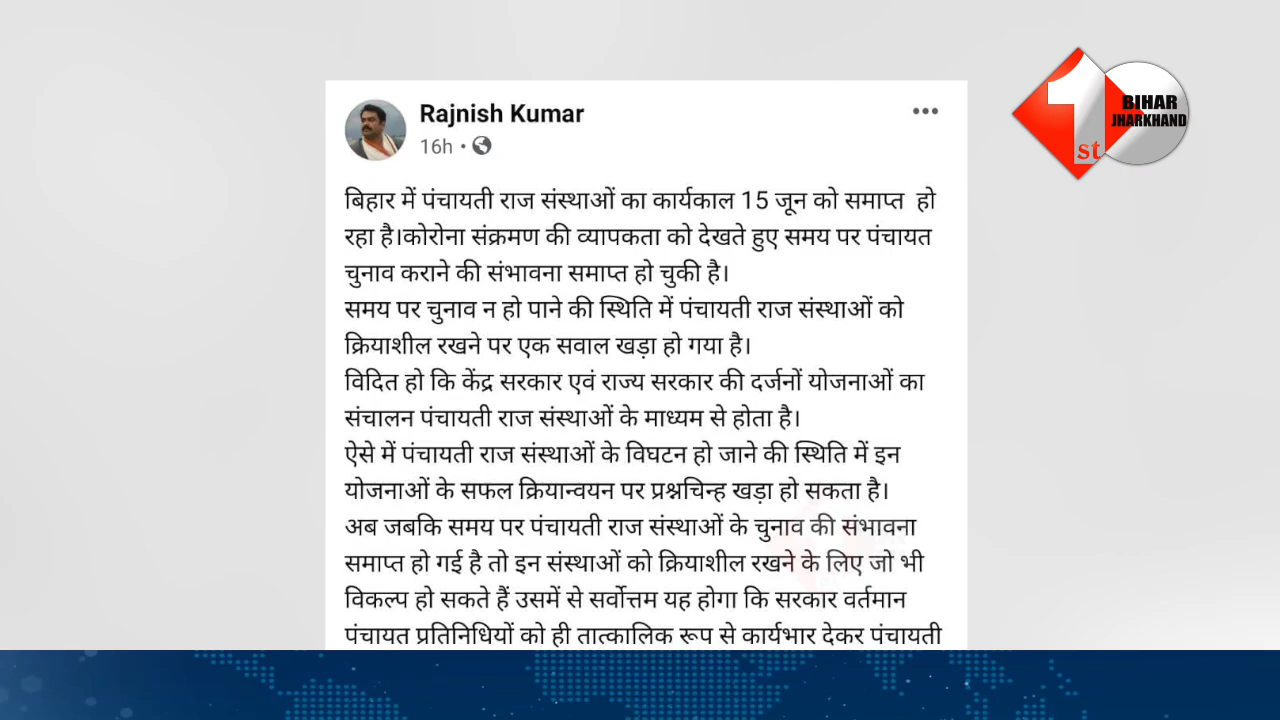 Rajnish Kumar
16h
बिहार में पंचायती राज संस्थाओं का कार्यकाल 15 जून को समाप्त हो
रहा है।कोरोना संक्रमण की व्यापकता को देखते हुए समय पर पंचायत
चुनाव कराने की संभावना समाप्त हो चुकी है।
समय पर चुनाव न हो पाने की स्थिति में पंचायती राज संस्थाओं को
क्रियाशील रखने पर एक सवाल खड़ा हो गया है।
विदित हो कि केंद्र सरकार एवं राज्य सरकार की दर्जनों योजनाओं का
संचालन पंचायती राज संस्थाओं के माध्यम से होता है।
ऐसे में पंचायती राज संस्थाओं के विघटन हो जाने की स्थिति में इन
योजनाओं के सफल क्रियान्वयन पर प्रश्नचिन्ह खड़ा हो सकता है।
अब जबकि समय पर पंचायती राज संस्थाओं के चुनाव की संभावना
समाप्त हो गई है तो इन संस्थाओं को क्रियाशील रखने के लिए जो भी
विकल्प हो सकते हैं उसमें से सर्वोत्तम यह होगा कि सरकार वर्तमान
पंचायत प्रतिनिधियों को ही तात्कालिक रूप से कार्यभार देकर पंचायती
1st
BIHAR
JHARKHAND